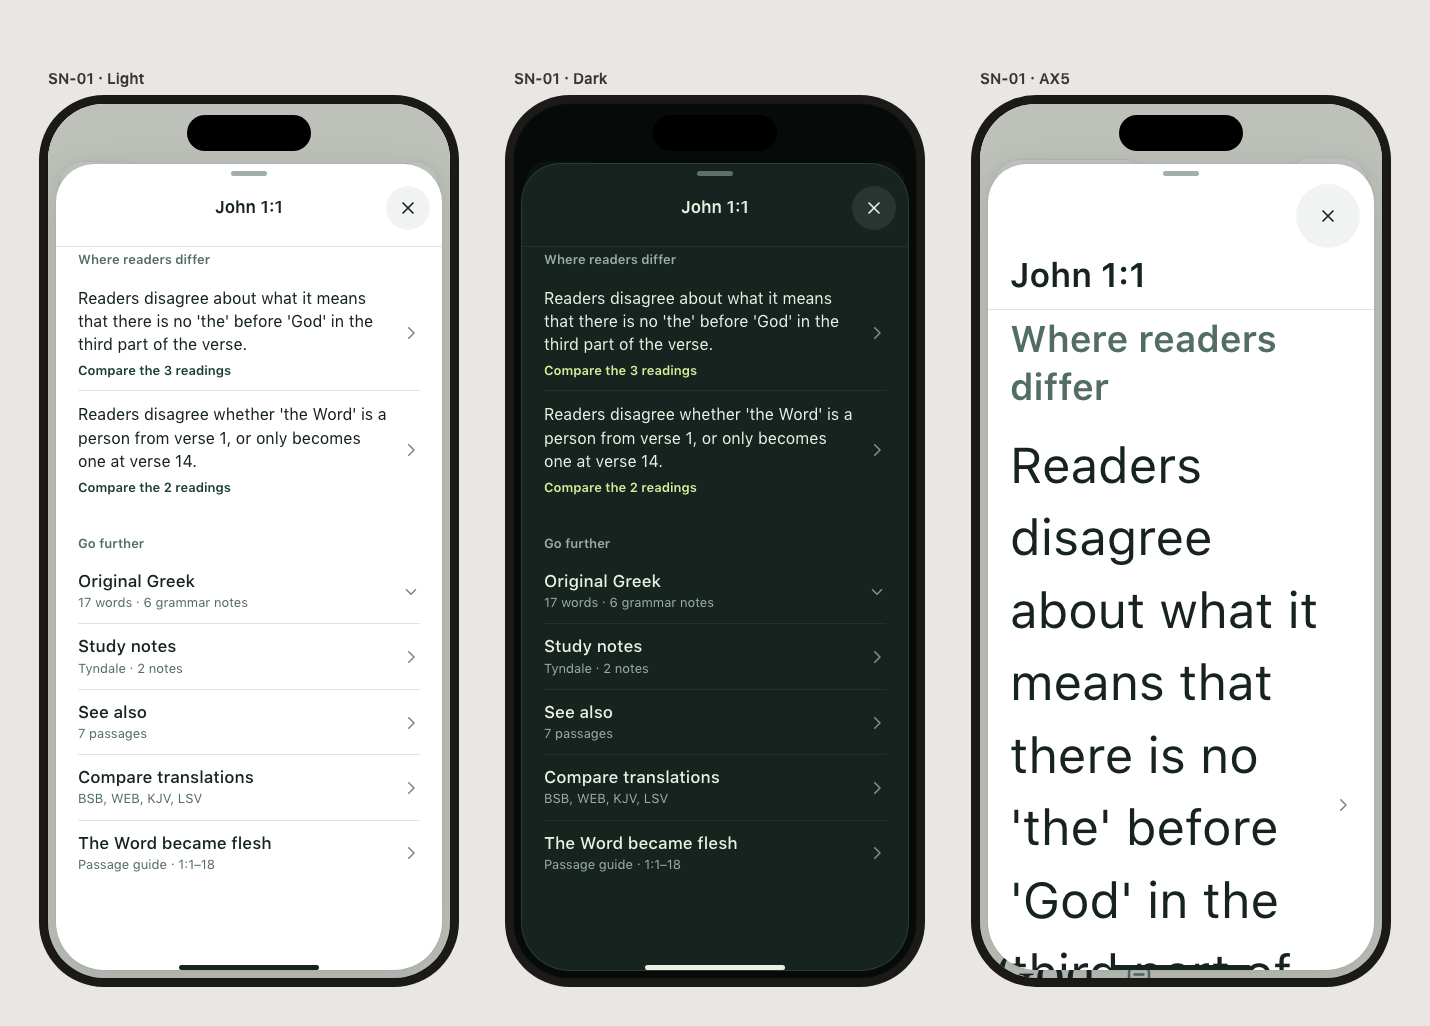 SN-01 · Light
John 1:1
Where readers differ
Readers disagree about what it means
that there is no 'the' before 'God' in the
third part of the verse.
Compare the 3 readings
Readers disagree whether 'the Word' is a
person from verse 1, or only becomes
one at verse 14.
Compare the 2 readings
Go further
Original Greek
17 words · 6 grammar notes
Study notes
Tyndale · 2 notes
See also
7 passages
Compare translations
BSB, WEB, KJV, LSV
The Word became flesh
Passage guide · 1:1–18
SN-01 · Dark
John 1:1
Where readers differ
Readers disagree about what it means
that there is no 'the' before 'God' in the
third part of the verse.
Compare the 3 readings
Readers disagree whether 'the Word' is a
person from verse 1, or only becomes
one at verse 14.
Compare the 2 readings
Go further
Original Greek
17 words · 6 grammar notes
Study notes
Tyndale · 2 notes
See also
7 passages
Compare translations
BSB, WEB, KJV, LSV
The Word became flesh
Passage guide · 1:1–18
SN-01 · AX5
John 1:1
Where readers
differ
Readers
disagree
about what it
means that
there is no
'the' before
'God' in the
third part of